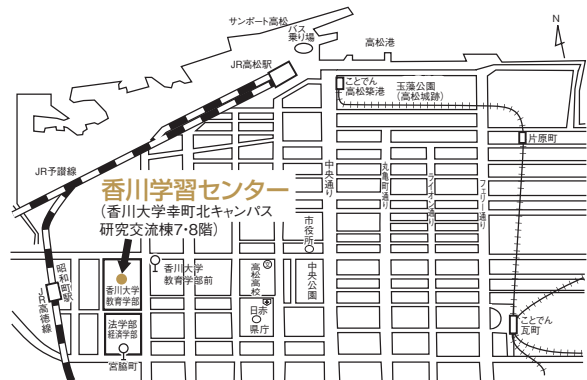 サンポート高松
バス
乗り場
高松港
N
JR高松駅
ことでん
高松築港
玉藻公園
(高松城跡)
片原町
JR予讃線
中央通り
丸亀町通り
ライオン通り
フェリー通り
香川学習センター
(香川大学幸町北キャンパス
研究交流棟7・8階)
市役所
昭和町駅
JR高徳線
香川大学
教育学部前
高松高校
中央公園
香川大学
教育学部
日赤
県庁
法学部
経済学部
宮脇町
ことでん
瓦町